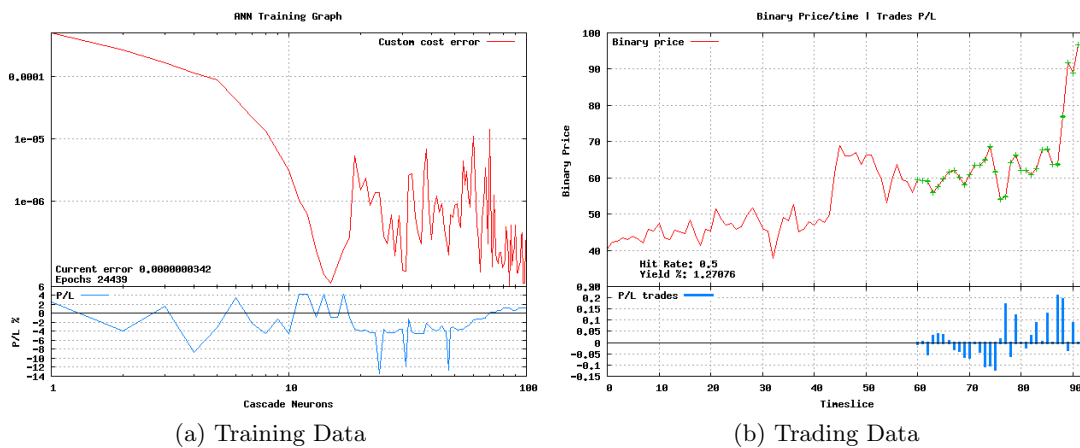 ANN Training Graph
Custom cost error
0.0001
1e-05
1e-06
Current error 0.0000000342
Epochs 24439
6
P/L
4
2
0
-2
-4
-6
-8
-10
-12
-14
P/L %
1
10
100
Cascade Neurons
(a) Training Data
Binary Price/time | Trades P/L
Binary price
100
90
80
70
60
50
40
Binary Price
Hit Rate: 0.5
Yield %: 1.27076
P/L trades
0.2
0.15
0.1
0.05
0
-0.05
-0.1
-0.15
0
10
20
30
40
50
60
70
80
90
Timeslice
(b) Trading Data